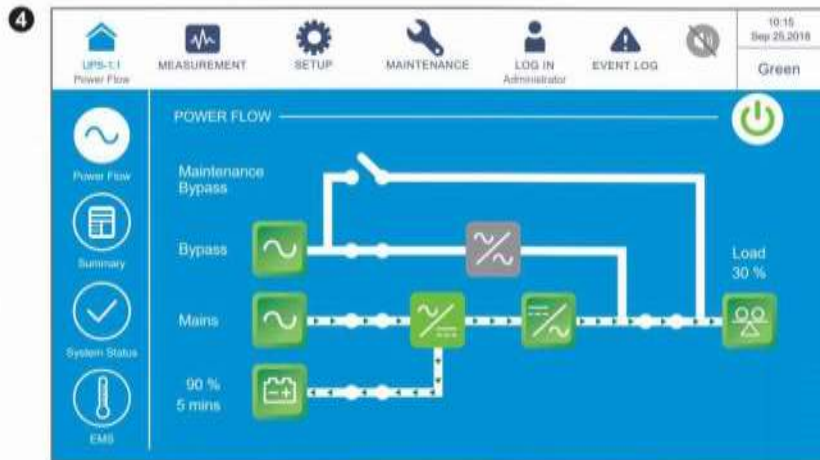 4
UPS-1.1
Power Flow
MEASUREMENT
SETUP
MAINTENANCE
LOG IN
Administrator
EVENT LOG
10:15
Sep 25,2018
Green
POWER FLOW
Power Flow
Maintenance
Bypass
Summary
Bypass
Load
30 %
System Status
Mains
90 %
5 mins
EMS